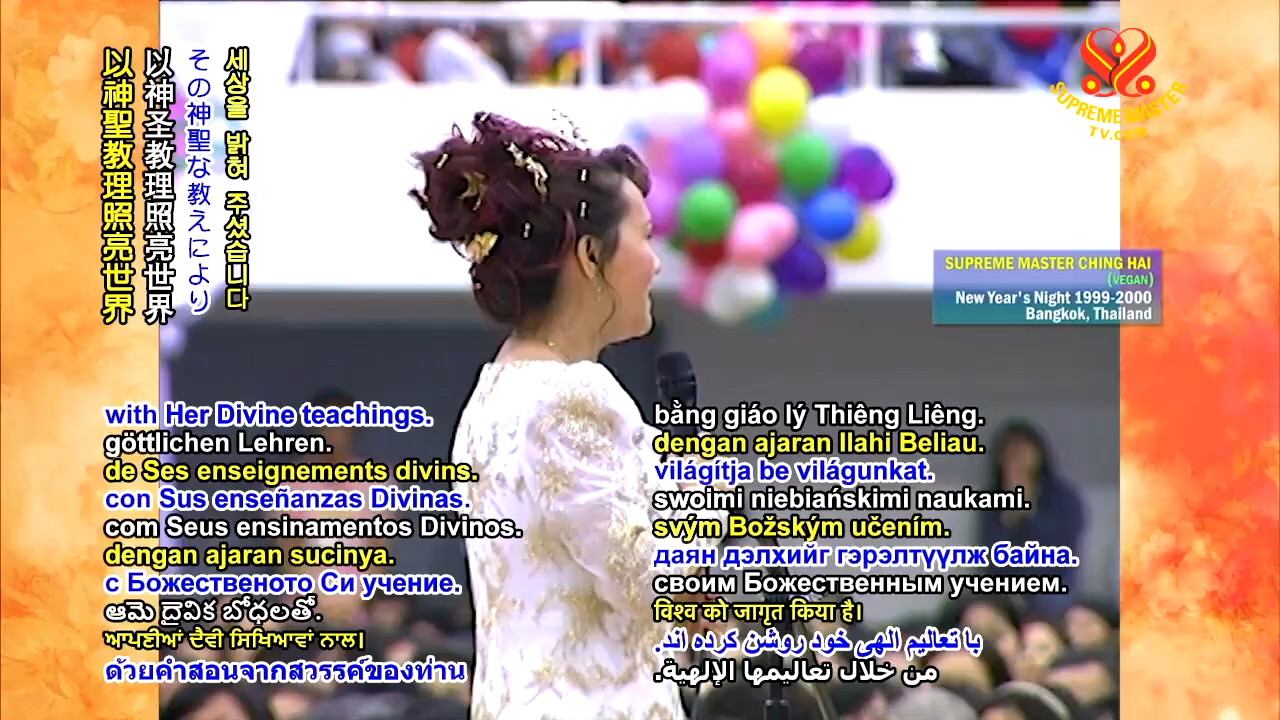 세상을 밝혀 주셨습니다
その神聖な教えにより
以神圣教理照亮世界
以神聖教理照亮世界
SUPREME MASTER
TV.com
SUPREME MASTER CHING HAI
(VEGAN)
New Year's Night 1999-2000
Bangkok, Thailand
with Her Divine teachings.
göttlichen Lehren.
de Ses enseignements divins.
con Sus enseñanzas Divinas.
com Seus ensinamentos Divinos.
dengan ajaran sucinya.
с Божественото Си учение.
ఆమె దైవిక బోధలతో.
ਆਪਣੀਆਂ ਦੈਵੀ ਸਿਖਿਆਵਾਂ ਨਾਲ।
ด้วยคำสอนจากสวรรค์ของท่าน
bằng giáo lý Thiêng Liêng.
dengan ajaran Ilahi Beliau.
világítja be világunkat.
swoimi niebiańskimi naukami.
svým Božským učením.
даян дэлхийг гэрэлтүүлж байна.
своим Божественным учением.
विश्व को जागृत किया है।
با تعالیم الهی خود روشن کرده اند.
من خلال تعاليمها الإلهية.